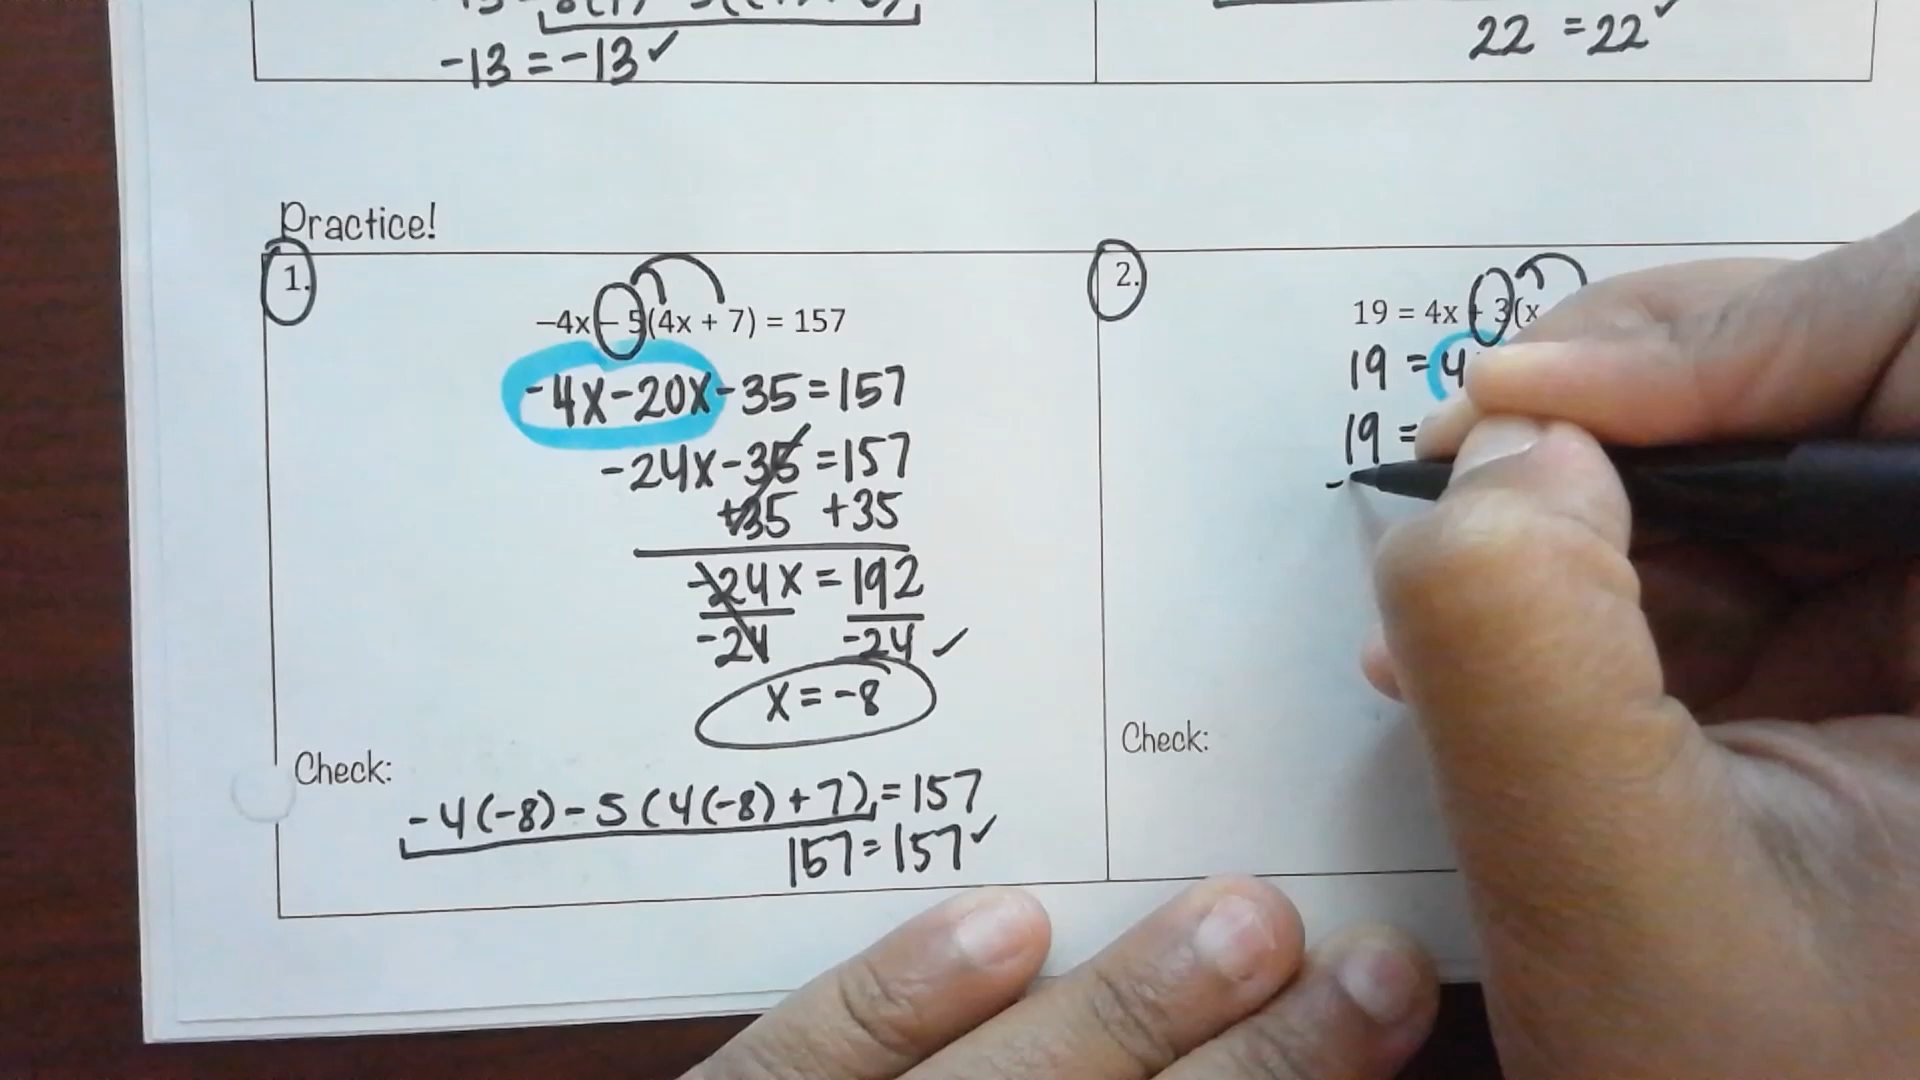 -13 = -13 ✓
22 = 22 ✓
Practice!
1.
–4x – 5(4x + 7) = 157
-4x-20x-35=157
-24x-35=157
+35 +35
-24x=192
-24 -24 ✓
x=-8
Check:
-4(-8)-5(4(-8)+7)=157
157=157✓
2.
19 = 4x + 3(x
19 = 4
19 =
-
Check: